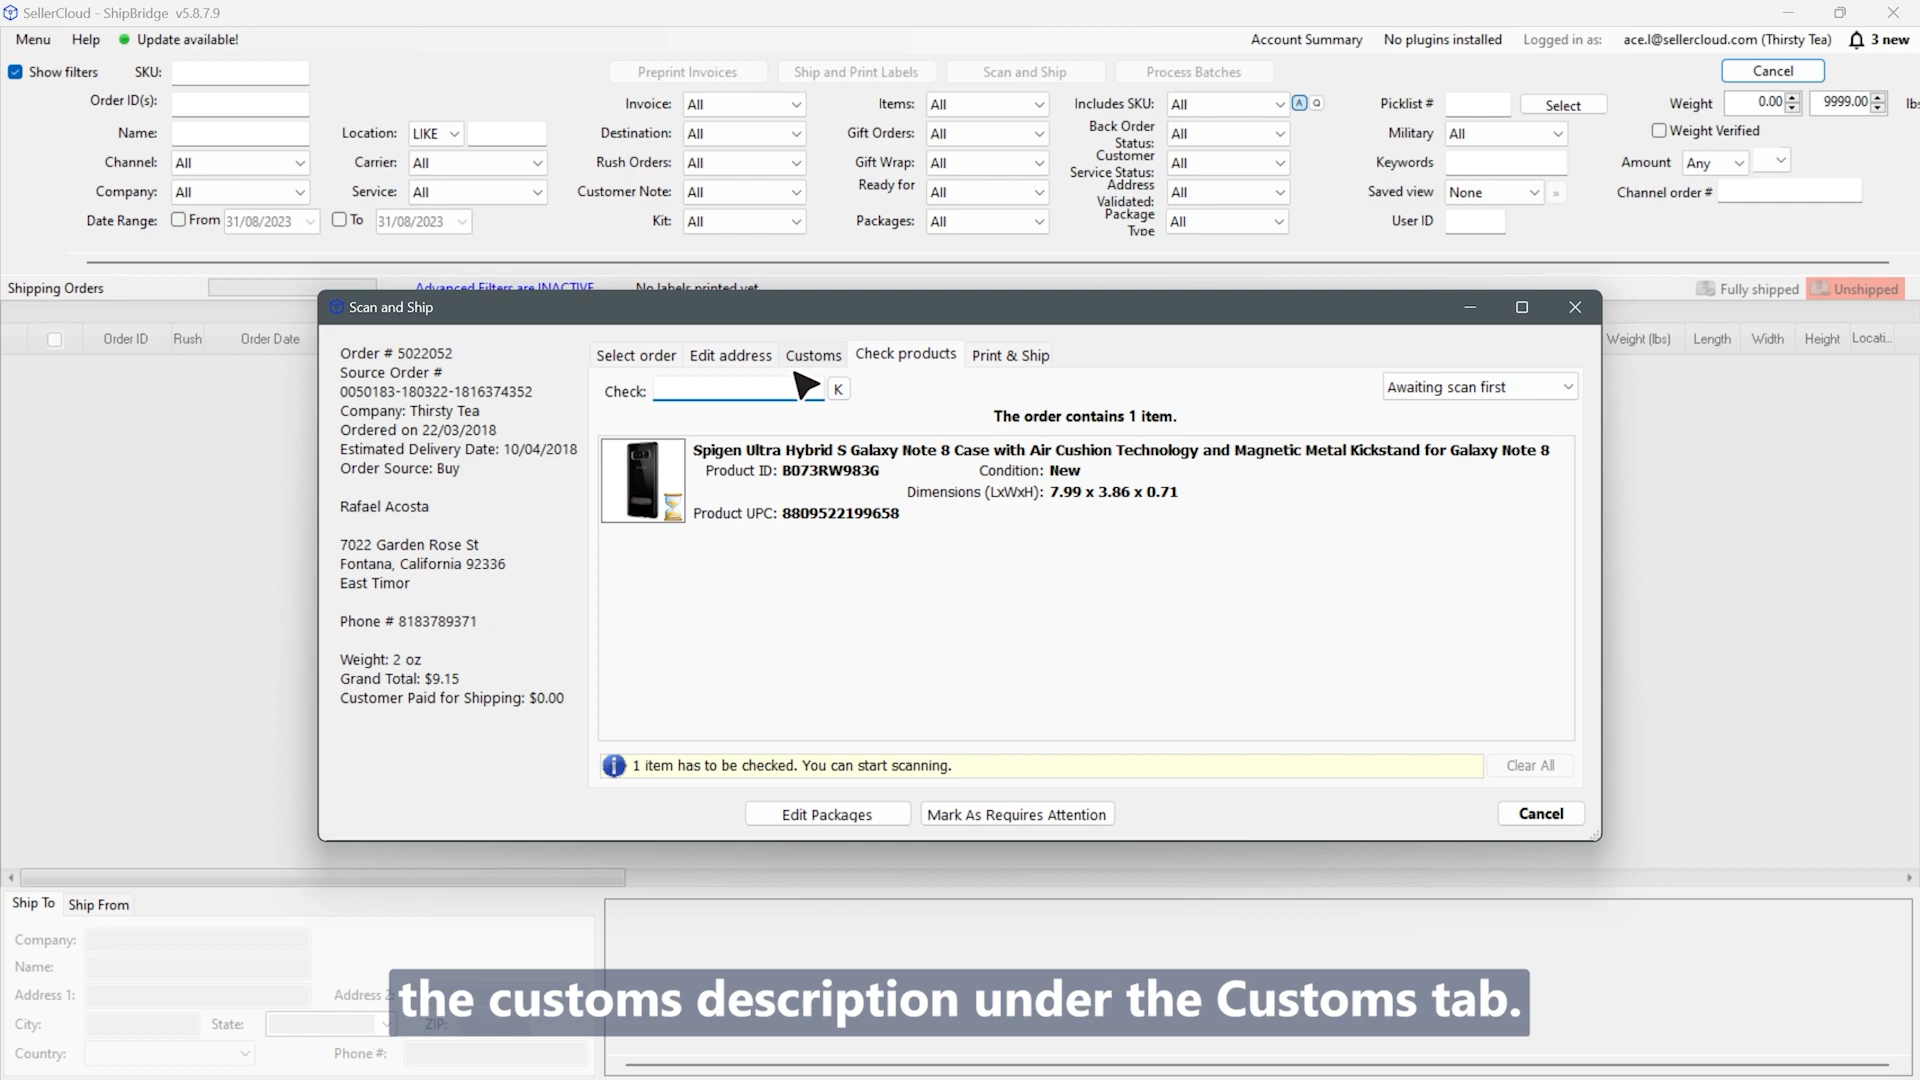 SellerCloud - ShipBridge v5.8.7.9
Menu Help Update available!
Account Summary No plugins installed Logged in as: ace.l@sellercloud.com (Thirsty Tea) 3 new
Show filters SKU: Preprint Invoices Ship and Print Labels Scan and Ship Process Batches Cancel
Order ID(s): Invoice: All Items: All Includes SKU: All A Q Picklist # Select Weight 0.00 9999.00 lbs
Name: Location: LIKE Destination: All Gift Orders: All Back Order Status: All Military All Weight Verified
Channel: All Carrier: All Rush Orders: All Gift Wrap: All Customer Service Status: All Keywords Amount Any
Company: All Service: All Customer Note: All Ready for All Address Validated: All Saved view None » Channel order #
Date Range: From 31/08/2023 To 31/08/2023 Kit: All Packages: All Package Type All User ID
Shipping Orders Advanced Filters are INACTIVE No labels printed yet Fully shipped Unshipped
Order ID Rush Order Date Weight (lbs) Length Width Height Locati...
Scan and Ship
Order # 5022052
Source Order #
0050183-180322-1816374352
Company: Thirsty Tea
Ordered on 22/03/2018
Estimated Delivery Date: 10/04/2018
Order Source: Buy
Rafael Acosta
7022 Garden Rose St
Fontana, California 92336
East Timor
Phone # 8183789371
Weight: 2 oz
Grand Total: $9.15
Customer Paid for Shipping: $0.00
Select order Edit address Customs Check products Print & Ship
Check: K Awaiting scan first
The order contains 1 item.
Spigen Ultra Hybrid S Galaxy Note 8 Case with Air Cushion Technology and Magnetic Metal Kickstand for Galaxy Note 8
Product ID: B073RW983G Condition: New
Dimensions (LxWxH): 7.99 x 3.86 x 0.71
Product UPC: 8809522199658
1 item has to be checked. You can start scanning. Clear All
Edit Packages Mark As Requires Attention Cancel
Ship To Ship From
Company:
Name:
Address 1: Address 2:
City: State: ZIP:
Country: Phone #:
the customs description under the Customs tab.